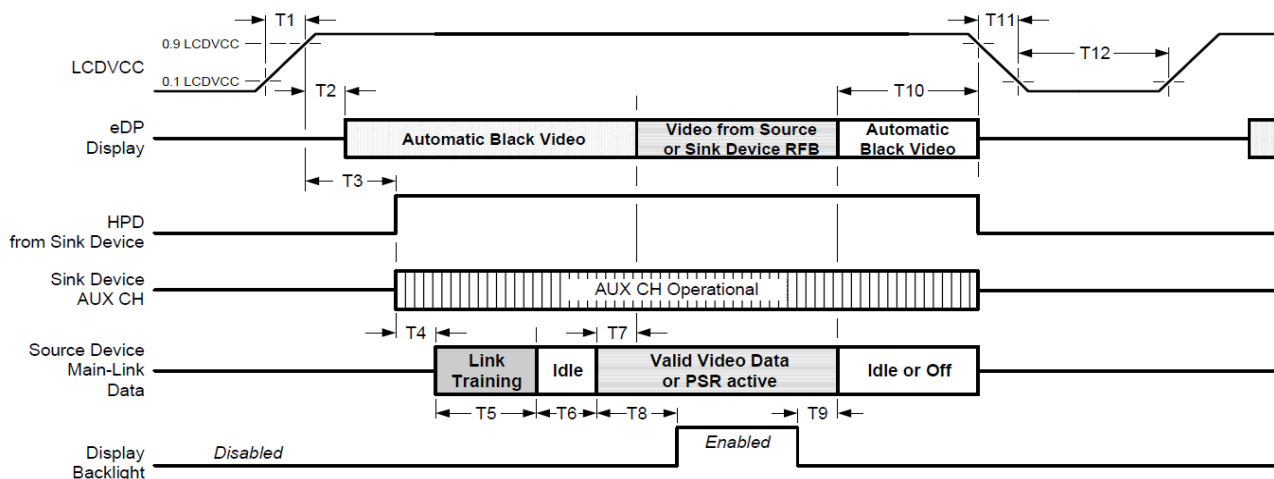 T1
T11
0.9 LCDVCC
T12
LCDVCC
0.1 LCDVCC
T2
T10
eDP
Display
Automatic Black Video
Video from Source
or Sink Device RFB
Automatic
Black Video
T3
HPD
from Sink Device
Sink Device
AUX CH
AUX CH Operational
T4
T7
Source Device
Main-Link
Data
Link
Training
Idle
Valid Video Data
or PSR active
Idle or Off
T5
T6
T8
T9
Display
Backlight
Disabled
Enabled